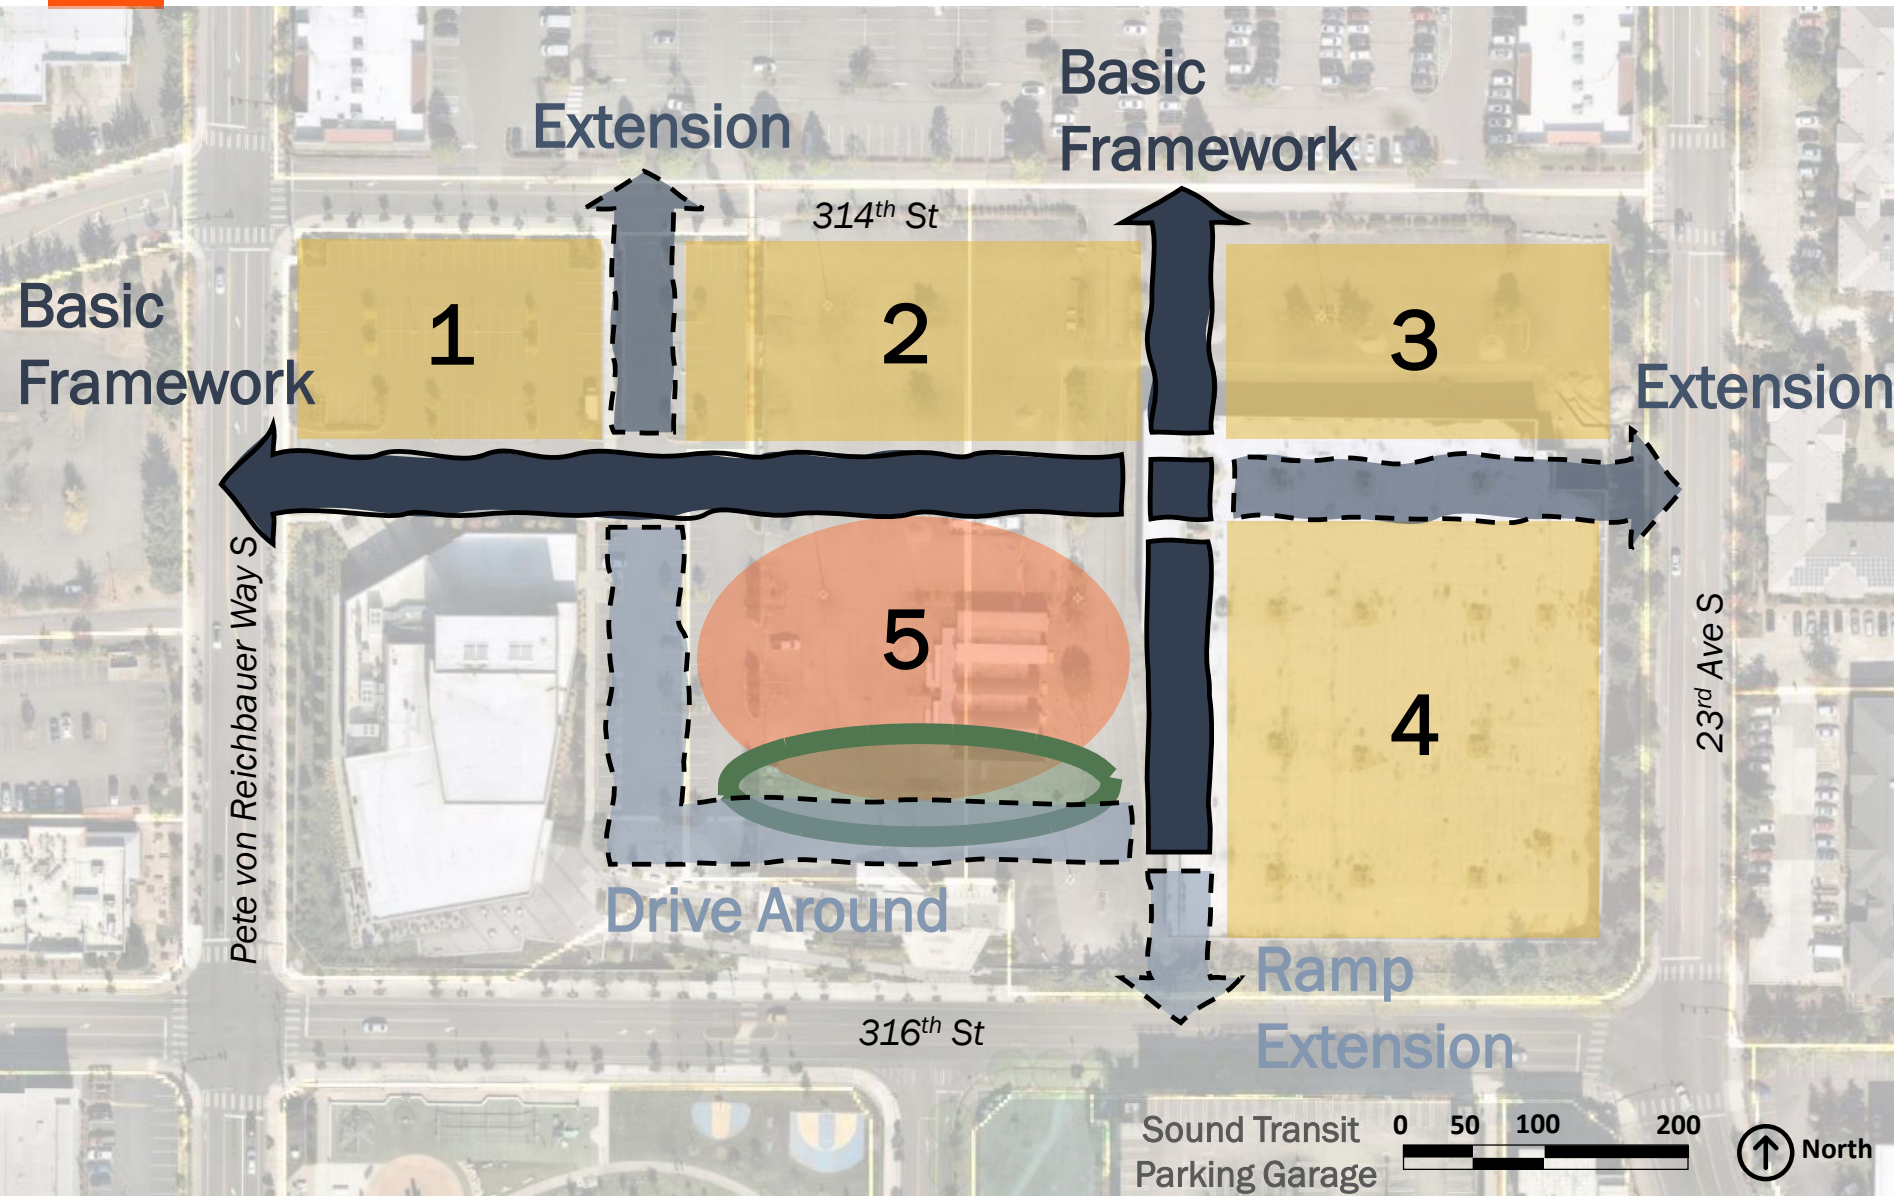 Basic
Framework
Extension
314th St
Basic
Framework
1
2
3
Extension
5
4
Pete von Reichbauer Way S
23rd Ave S
Drive Around
Ramp
Extension
316th St
Sound Transit
Parking Garage
0 50 100 200
North